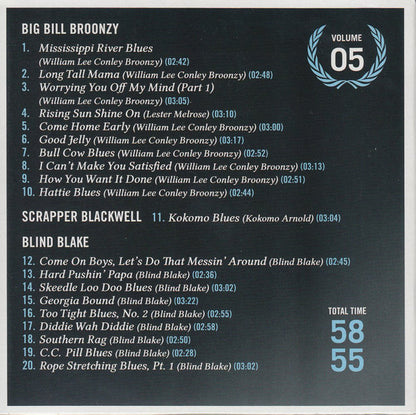 BIG BILL BROONZY
1. Mississippi River Blues
(William Lee Conley Broonzy) (02:42)
2. Long Tall Mama (William Lee Conley Broonzy) (02:48)
3. Worrying You Off My Mind (Part 1)
(William Lee Conley Broonzy) (03:05)
4. Rising Sun Shine On (Lester Melrose) (03:10)
5. Come Home Early (William Lee Conley Broonzy) (03:00)
6. Good Jelly (William Lee Conley Broonzy) (03:17)
7. Bull Cow Blues (William Lee Conley Broonzy) (02:52)
8. I Can't Make You Satisfied (William Lee Conley Broonzy) (03:13)
9. How You Want It Done (William Lee Conley Broonzy) (02:51)
10. Hattie Blues (William Lee Conley Broonzy) (02:44)
VOLUME
05
SCRAPPER BLACKWELL 11. Kokomo Blues (Kokomo Arnold) (03:04)
BLIND BLAKE
12. Come On Boys, Let's Do That Messin' Around (Blind Blake) (02:45)
13. Hard Pushin' Papa (Blind Blake) (02:36)
14. Skeedle Loo Doo Blues (Blind Blake) (03:02)
15. Georgia Bound (Blind Blake) (03:22)
16. Too Tight Blues, No. 2 (Blind Blake) (02:55)
17. Diddie Wah Diddie (Blind Blake) (02:58)
18. Southern Rag (Blind Blake) (02:50)
19. C.C. Pill Blues (Blind Blake) (02:28)
20. Rope Stretching Blues, Pt. 1 (Blind Blake) (03:02)
TOTAL TIME
58
55